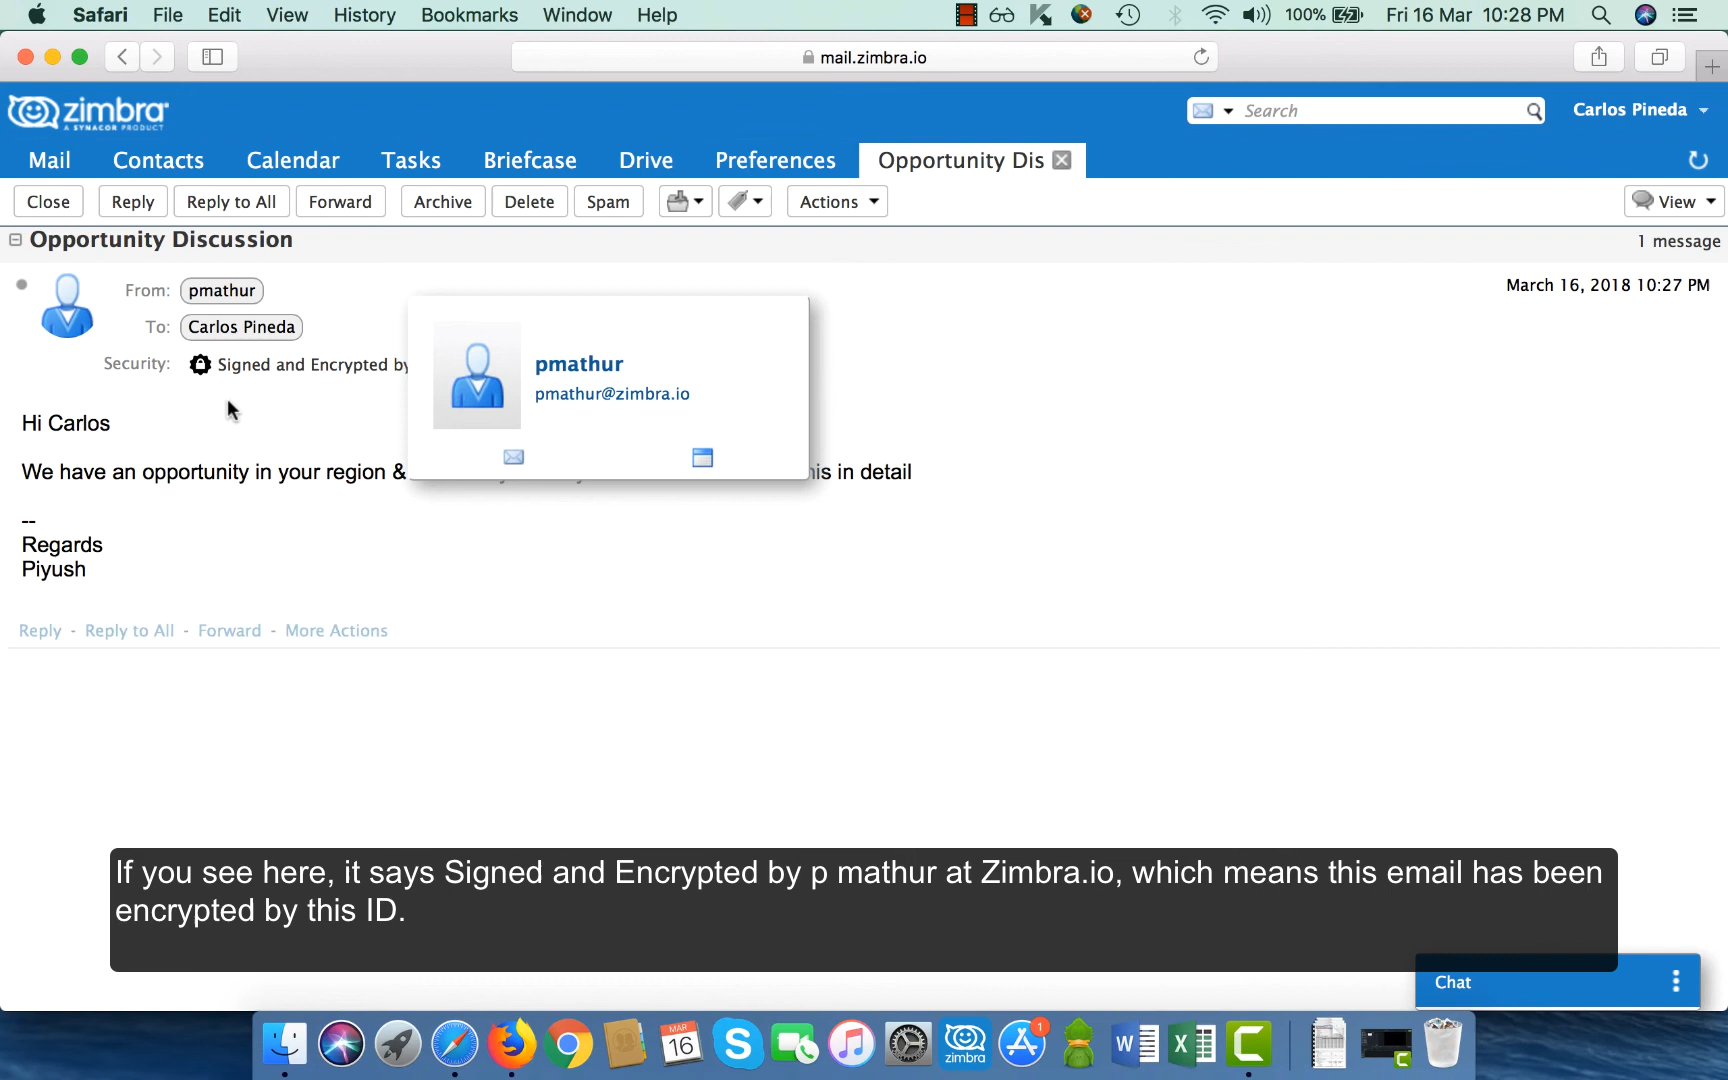 Safari File Edit View History Bookmarks Window Help 100% Fri 16 Mar 10:28 PM
mail.zimbra.io
zimbra
A SYNACOR PRODUCT
Search
Carlos Pineda
Mail Contacts Calendar Tasks Briefcase Drive Preferences Opportunity Dis
Close Reply Reply to All Forward Archive Delete Spam Actions View
Opportunity Discussion 1 message
From: pmathur March 16, 2018 10:27 PM
To: Carlos Pineda
Security: Signed and Encrypted by
pmathur
pmathur@zimbra.io
Hi Carlos
We have an opportunity in your region & is in detail
--
Regards
Piyush
Reply - Reply to All - Forward - More Actions
If you see here, it says Signed and Encrypted by p mathur at Zimbra.io, which means this email has been
encrypted by this ID.
Chat
MAR
16
zimbra
1